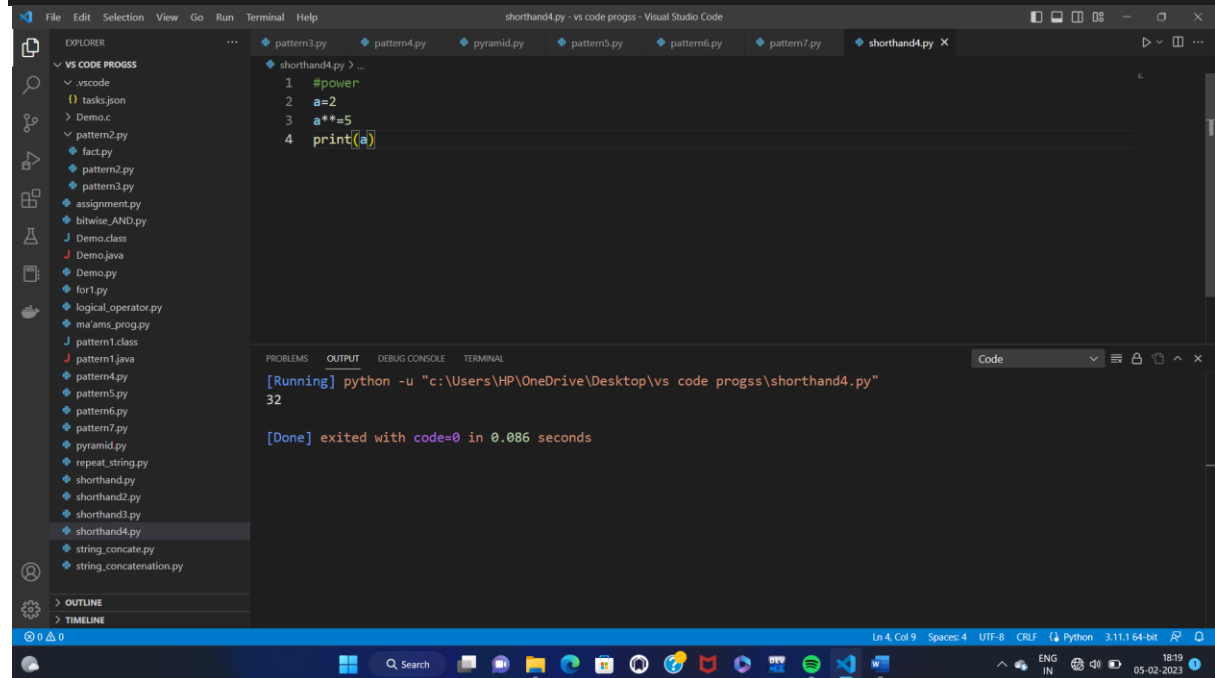 File Edit Selection View Go Run Terminal Help
shorthand4.py - vs code progss - Visual Studio Code
EXPLORER
VS CODE PROGSS
.vscode
{} tasks.json
Demo.c
pattern2.py
fact.py
pattern2.py
pattern3.py
assignment.py
bitwise_AND.py
J Demo.class
J Demo.java
Demo.py
for1.py
logical_operator.py
ma'ams_prog.py
J pattern1.class
J pattern1.java
pattern4.py
pattern5.py
pattern6.py
pattern7.py
pyramid.py
repeat_string.py
shorthand.py
shorthand2.py
shorthand3.py
shorthand4.py
string_concate.py
string_concatenation.py
OUTLINE
TIMELINE
pattern3.py pattern4.py pyramid.py pattern5.py pattern6.py pattern7.py shorthand4.py
shorthand4.py > ...
1 #power
2 a=2
3 a**=5
4 print(a)
PROBLEMS OUTPUT DEBUG CONSOLE TERMINAL
Code
[Running] python -u "c:\Users\HP\OneDrive\Desktop\vs code progss\shorthand4.py"
32
[Done] exited with code=0 in 0.086 seconds
0 0
Ln 4, Col 9 Spaces: 4 UTF-8 CRLF Python 3.11.1 64-bit
Search
DEV
ENG
IN
18:19
05-02-2023
1